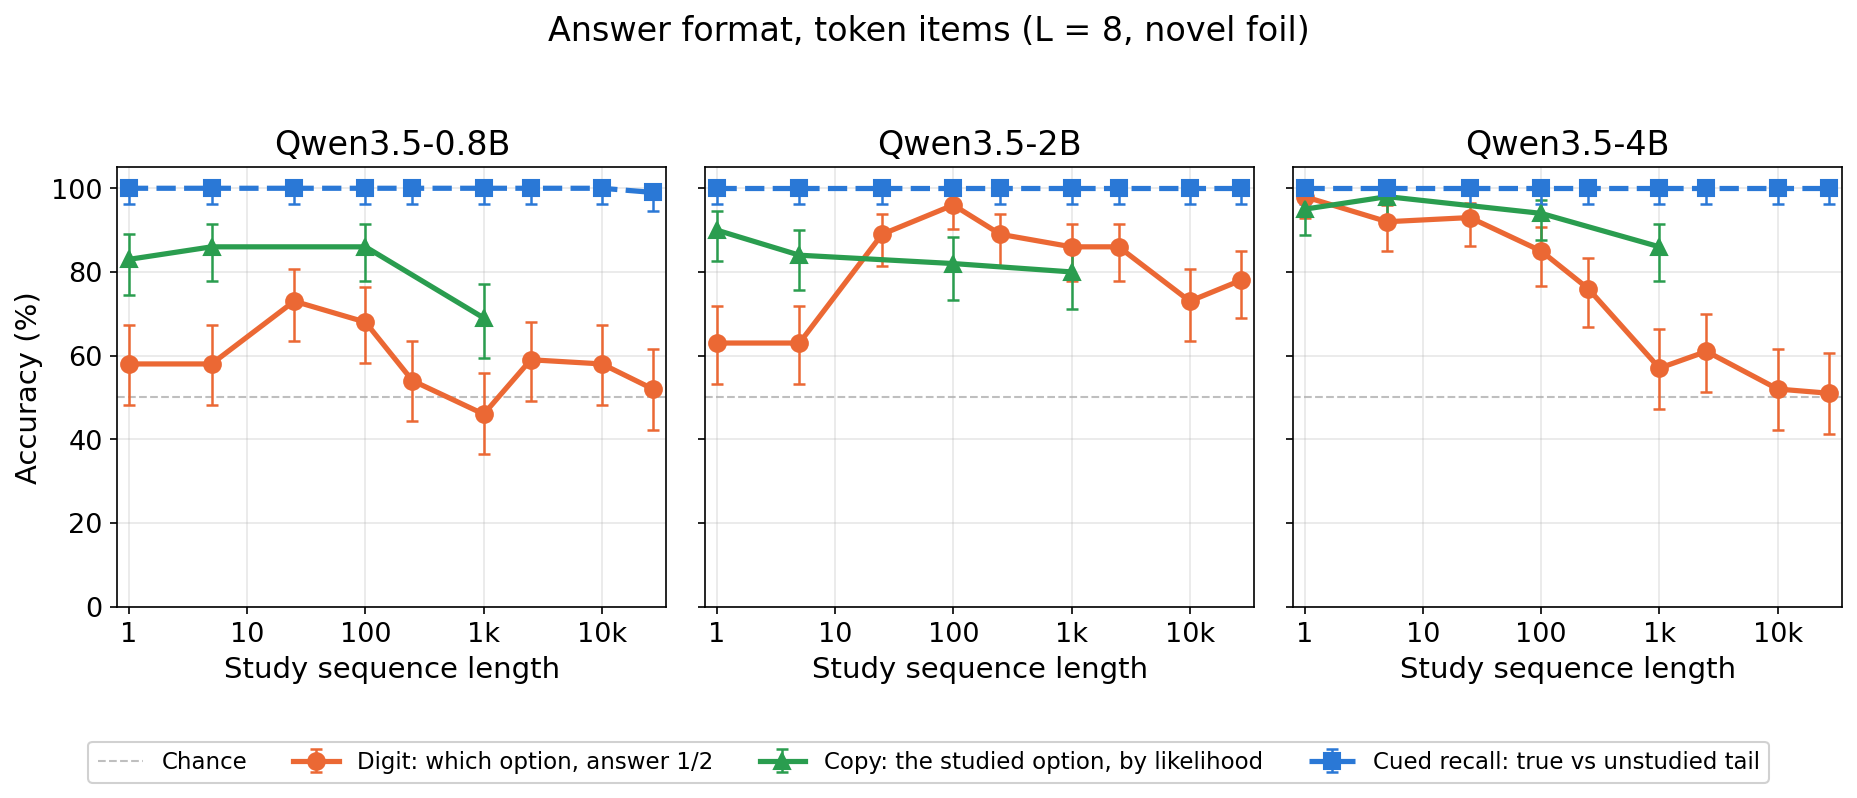 Answer format, token items (L = 8, novel foil)
Qwen3.5-0.8B
Qwen3.5-2B
Qwen3.5-4B
Accuracy (%)
100
80
60
40
20
0
1 10 100 1k 10k
1 10 100 1k 10k
1 10 100 1k 10k
Study sequence length
Study sequence length
Study sequence length
Chance
Digit: which option, answer 1/2
Copy: the studied option, by likelihood
Cued recall: true vs unstudied tail